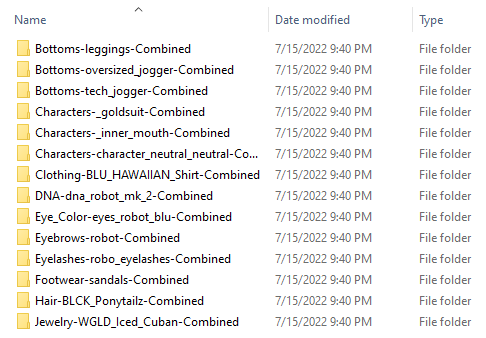 Name Date modified Type
Bottoms-leggings-Combined 7/15/2022 9:40 PM File folder
Bottoms-oversized_jogger-Combined 7/15/2022 9:40 PM File folder
Bottoms-tech_jogger-Combined 7/15/2022 9:40 PM File folder
Characters-_goldsuit-Combined 7/15/2022 9:40 PM File folder
Characters-_inner_mouth-Combined 7/15/2022 9:40 PM File folder
Characters-character_neutral_neutral-Co... 7/15/2022 9:40 PM File folder
Clothing-BLU_HAWAIIAN_Shirt-Combined 7/15/2022 9:40 PM File folder
DNA-dna_robot_mk_2-Combined 7/15/2022 9:40 PM File folder
Eye_Color-eyes_robot_blu-Combined 7/15/2022 9:40 PM File folder
Eyebrows-robot-Combined 7/15/2022 9:40 PM File folder
Eyelashes-robo_eyelashes-Combined 7/15/2022 9:40 PM File folder
Footwear-sandals-Combined 7/15/2022 9:40 PM File folder
Hair-BLCK_Ponytailz-Combined 7/15/2022 9:40 PM File folder
Jewelry-WGLD_Iced_Cuban-Combined 7/15/2022 9:40 PM File folder